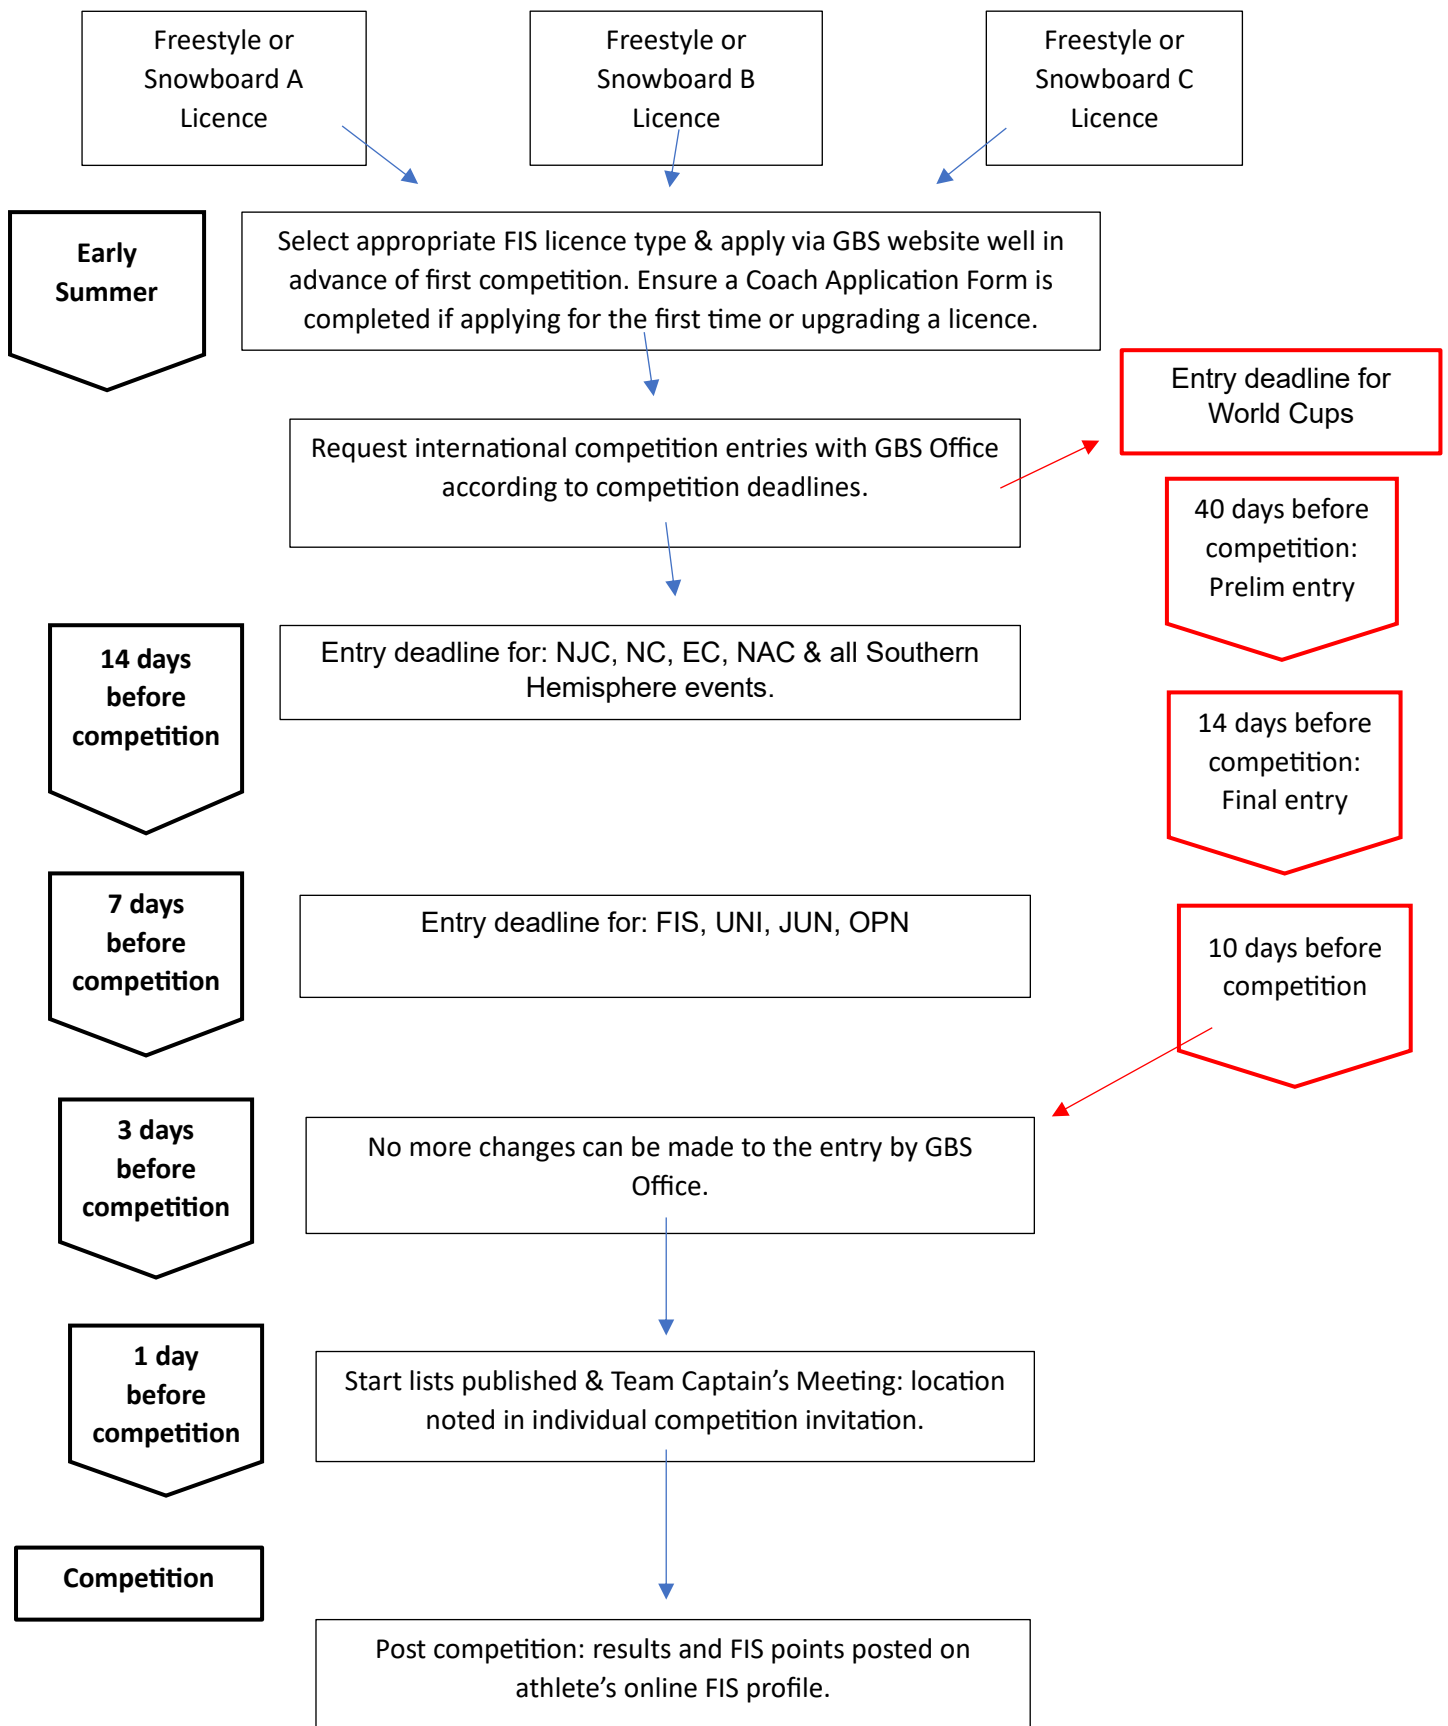 Freestyle or
Snowboard A
Licence
Freestyle or
Snowboard B
Licence
Freestyle or
Snowboard C
Licence
Early
Summer
Select appropriate FIS licence type & apply via GBS website well in
advance of first competition. Ensure a Coach Application Form is
completed if applying for the first time or upgrading a licence.
Entry deadline for
World Cups
Request international competition entries with GBS Office
according to competition deadlines.
40 days before
competition:
Prelim entry
14 days
before
competition
Entry deadline for: NJC, NC, EC, NAC & all Southern
Hemisphere events.
14 days before
competition:
Final entry
7 days
before
competition
Entry deadline for: FIS, UNI, JUN, OPN
10 days before
competition
3 days
before
competition
No more changes can be made to the entry by GBS
Office.
1 day
before
competition
Start lists published & Team Captain’s Meeting: location
noted in individual competition invitation.
Competition
Post competition: results and FIS points posted on
athlete’s online FIS profile.